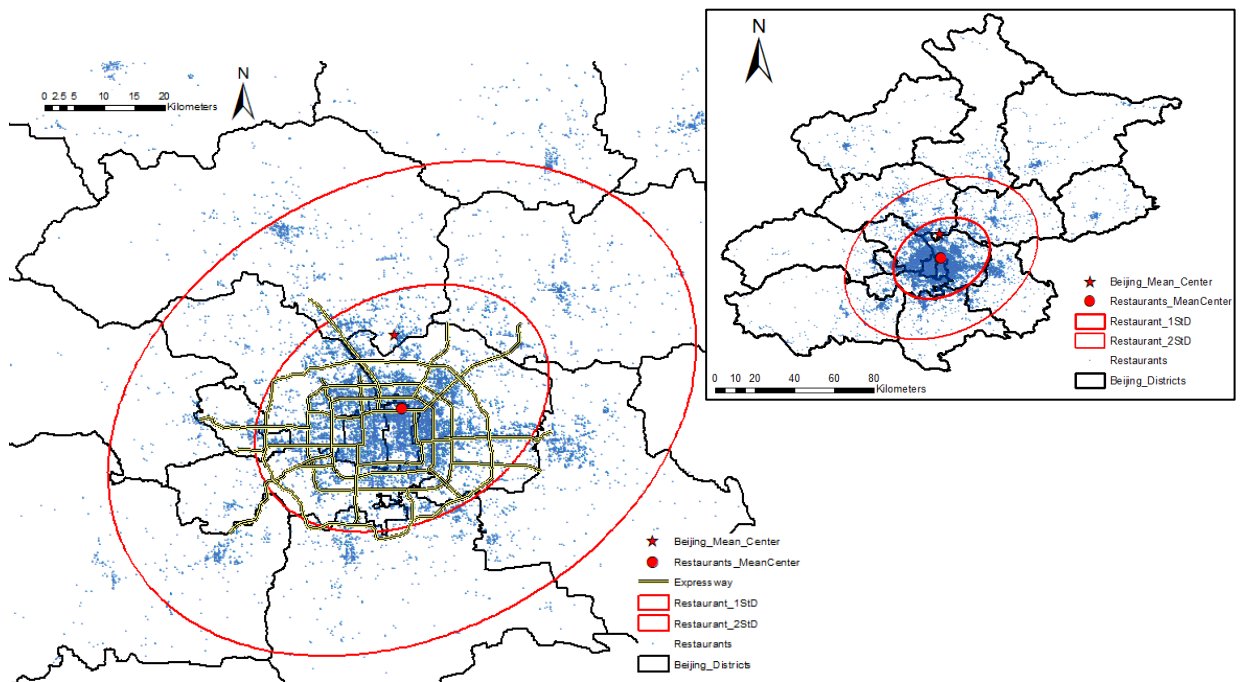 N
0 2.5 5 10 15 20
Kilometers
Beijing_Mean_Center
Restaurants_MeanCenter
Expressway
Restaurant_1StD
Restaurant_2StD
Restaurants
Beijing_Districts
N
Beijing_Mean_Center
Restaurants_MeanCenter
Restaurant_1StD
Restaurant_2StD
Restaurants
Beijing_Districts
0 10 20 40 60 80
Kilometers